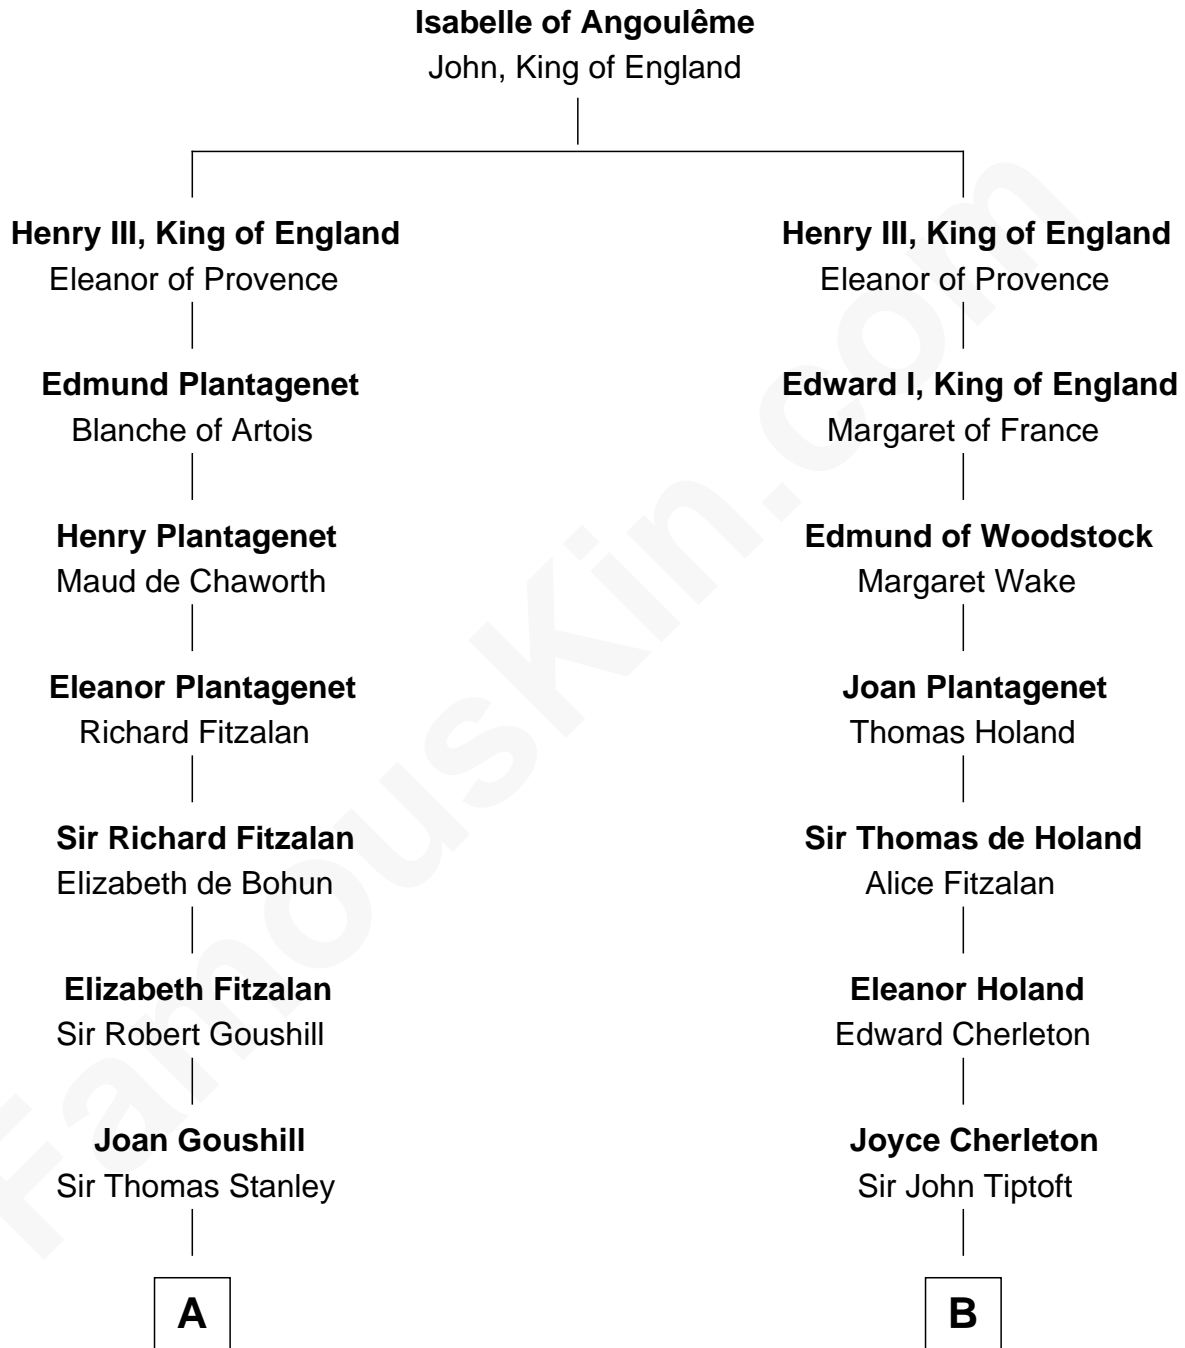 Isabelle of Angoulême
John, King of England
Henry III, King of England
Eleanor of Provence
Edmund Plantagenet
Blanche of Artois
Henry Plantagenet
Maud de Chaworth
Eleanor Plantagenet
Richard Fitzalan
Sir Richard Fitzalan
Elizabeth de Bohun
Elizabeth Fitzalan
Sir Robert Goushill
Joan Goushill
Sir Thomas Stanley
A
Henry III, King of England
Eleanor of Provence
Edward I, King of England
Margaret of France
Edmund of Woodstock
Margaret Wake
Joan Plantagenet
Thomas Holand
Sir Thomas de Holand
Alice Fitzalan
Eleanor Holand
Edward Cherleton
Joyce Cherleton
Sir John Tiptoft
B
FamousKin.com